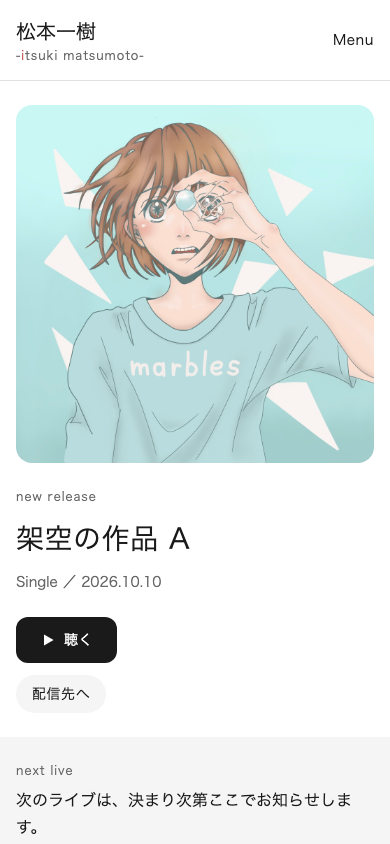 松本一樹
-itsuki matsumoto-
Menu
marbles
new release
架空の作品 A
Single ／ 2026.10.10
▶ 聴く
配信先へ
next live
次のライブは、決まり次第ここでお知らせしま
す。